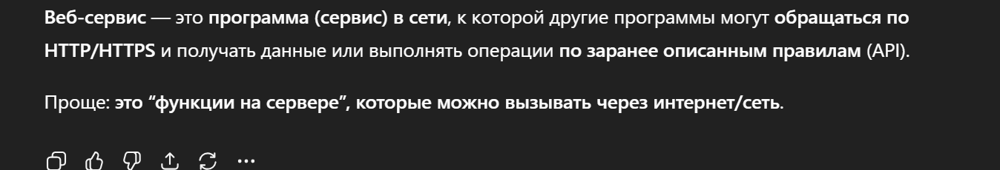 Веб-сервис — это программа (сервис) в сети, к которой другие программы могут обращаться по
HTTP/HTTPS и получать данные или выполнять операции по заранее описанным правилам (API).
Проще: это “функции на сервере”, которые можно вызывать через интернет/сеть.